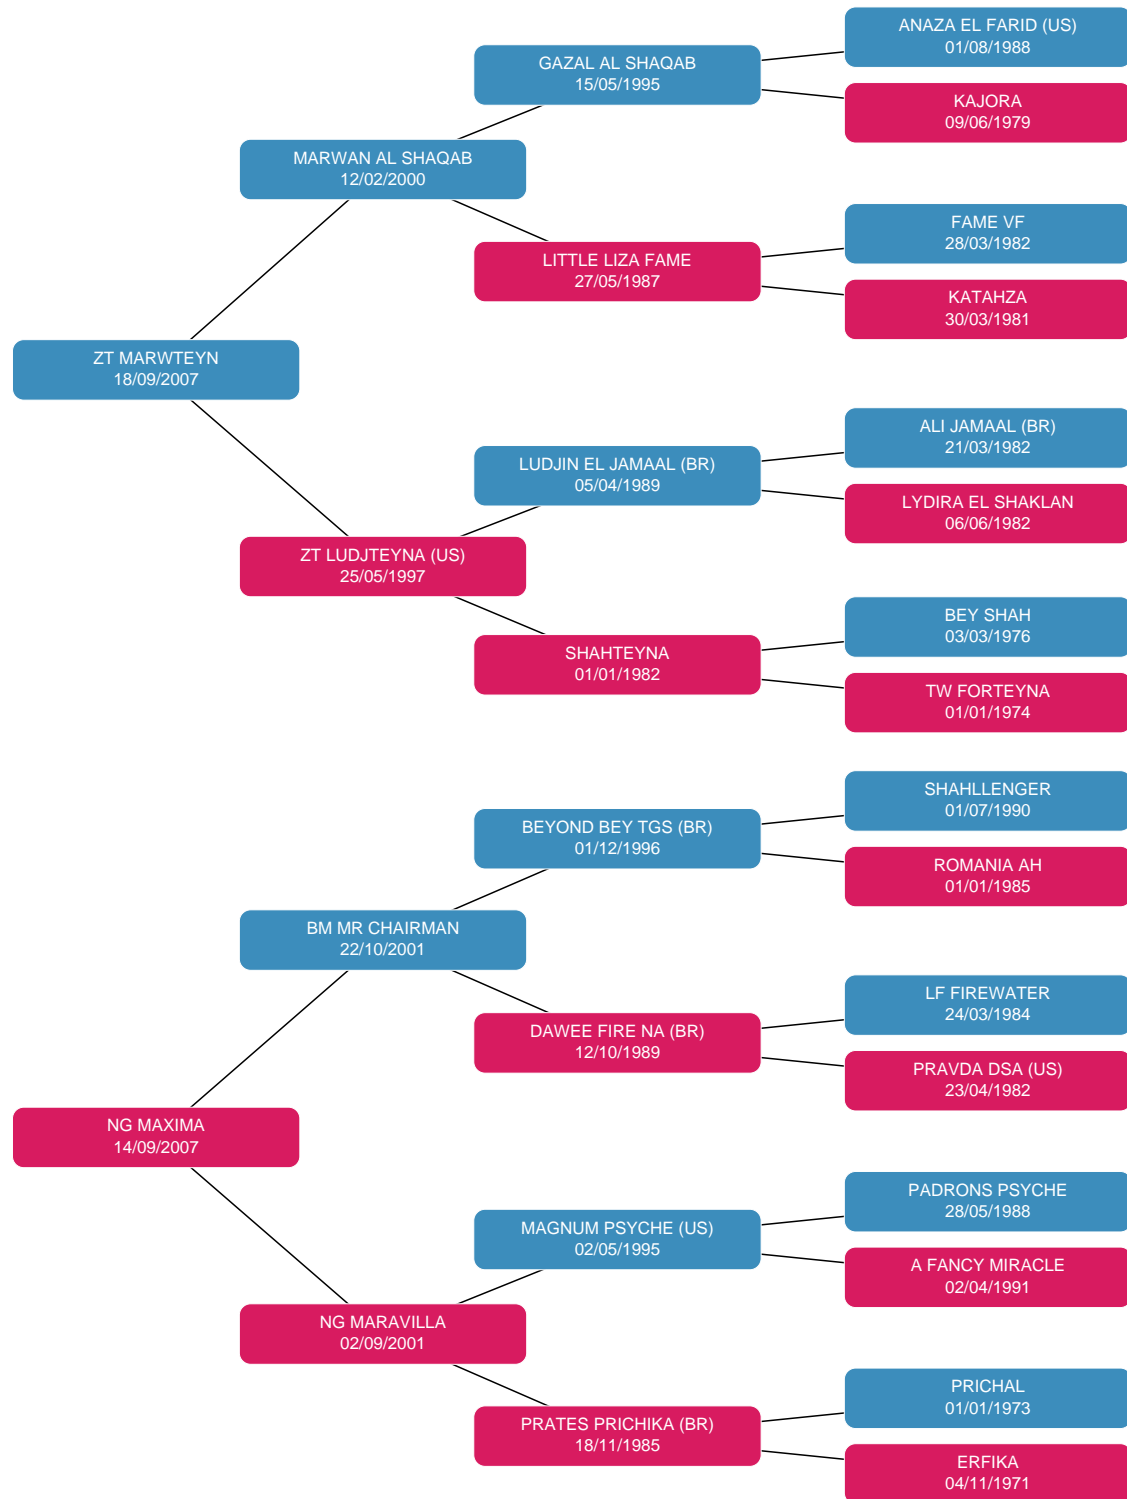 ANAZA EL FARID (US)
01/08/1988
GAZAL AL SHAQAB
15/05/1995
KAJORA
09/06/1979
MARWAN AL SHAQAB
12/02/2000
FAME VF
28/03/1982
LITTLE LIZA FAME
27/05/1987
KATAHZA
30/03/1981
ZT MARWTEYN
18/09/2007
ALI JAMAAL (BR)
21/03/1982
LUDJIN EL JAMAAL (BR)
05/04/1989
LYDIRA EL SHAKLAN
06/06/1982
ZT LUDJTEYNA (US)
25/05/1997
BEY SHAH
03/03/1976
SHAHTEYNA
01/01/1982
TW FORTEYNA
01/01/1974
SHAHLLENGER
01/07/1990
BEYOND BEY TGS (BR)
01/12/1996
ROMANIA AH
01/01/1985
BM MR CHAIRMAN
22/10/2001
LF FIREWATER
24/03/1984
DAWEE FIRE NA (BR)
12/10/1989
PRAVDA DSA (US)
23/04/1982
NG MAXIMA
14/09/2007
PADRONS PSYCHE
28/05/1988
MAGNUM PSYCHE (US)
02/05/1995
A FANCY MIRACLE
02/04/1991
NG MARAVILLA
02/09/2001
PRICHAL
01/01/1973
PRATES PRICHIKA (BR)
18/11/1985
ERFIKA
04/11/1971